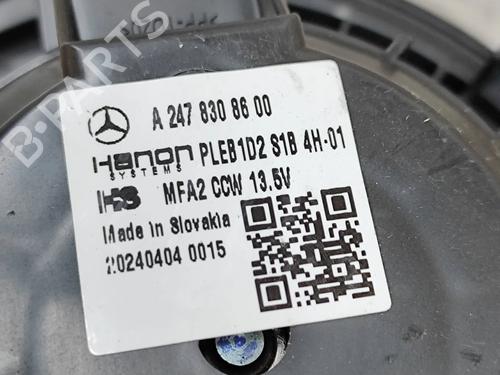 B-PARTS
A 247 830 86 00
Hanon PLEB1D2 S1B 4H-01
SYSTEMS
HS MFA2 CCW 13.5V
Made in Slovakia
20240404 0015